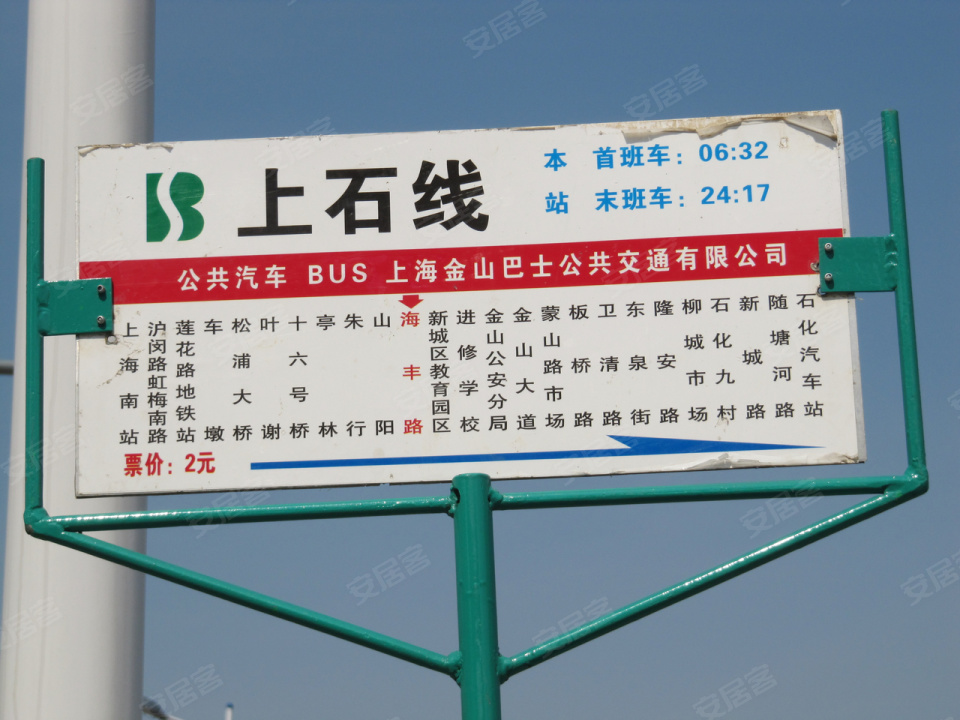 上石线
本站 首班车：06:32
末班车：24:17
公共汽车 BUS 上海金山巴士公共交通有限公司
上海南站
沪闵路虹梅南路
莲花路地铁站
车墩
松浦大桥
叶谢
十六号桥
亭林
朱行
山阳
海丰路
新城区教育园区
进修学校
金山公安分局
金山大道
蒙山路市场
板桥路
卫清路
东泉街
隆安路
柳城市场
石化九村
新城路
随塘河路
石化汽车站
票价：2元
安居客